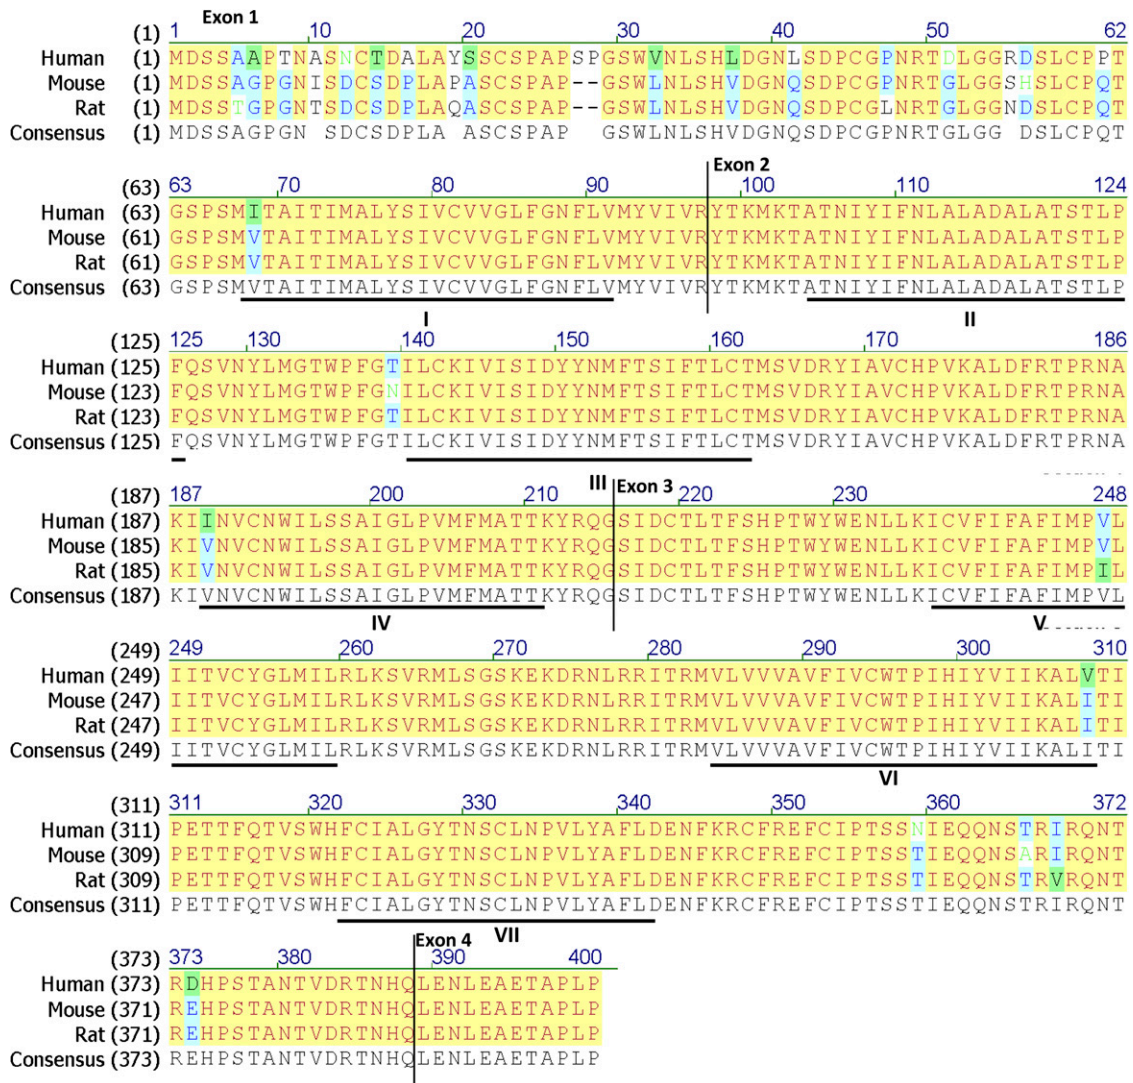 Exon 1
(1) 1 10 20 30 40 50 62
Human (1) MDSSAAPTNASNCTDALAYSSCSPAPSPGSWVNLSHLDGNLSDPCGPNRTDLGGRDSLCPPT
Mouse (1) MDSSAGPGNISDCSDPLAPASCSPAP--GSWLNLSHVDGNQSDPCGPNRTGLGGSHSLCPQT
Rat (1) MDSSTGPGNTSDCSDPLAQASCSPAP--GSWLNLSHVDGNQSDPCGLNRTGLGGNDSLCPQT
Consensus (1) MDSSAGPGN SDCSDPLA ASCSPAP  GSWLNLSHVDGNQSDPCGPNRTGLGG DSLCPQT
Exon 2
(63) 63 70 80 90 100 110 124
Human (63) GSPSMITAITIMALYSIVCVVGLFGNFLVMYVIVRYTKMKTATNIYIFNLALADALATSTLP
Mouse (61) GSPSMVTAITIMALYSIVCVVGLFGNFLVMYVIVRYTKMKTATNIYIFNLALADALATSTLP
Rat (61) GSPSMVTAITIMALYSIVCVVGLFGNFLVMYVIVRYTKMKTATNIYIFNLALADALATSTLP
Consensus (63) GSPSMVTAITIMALYSIVCVVGLFGNFLVMYVIVRYTKMKTATNIYIFNLALADALATSTLP
I II
(125) 125 130 140 150 160 170 186
Human (125) FQSVNYLMGTWPFGTILCKIVISIDYYNMFTSIFTLCTMSVDRYIAVCHPVKALDFRTPRNA
Mouse (123) FQSVNYLMGTWPFGNILCKIVISIDYYNMFTSIFTLCTMSVDRYIAVCHPVKALDFRTPRNA
Rat (123) FQSVNYLMGTWPFGTILCKIVISIDYYNMFTSIFTLCTMSVDRYIAVCHPVKALDFRTPRNA
Consensus (125) FQSVNYLMGTWPFGTILCKIVISIDYYNMFTSIFTLCTMSVDRYIAVCHPVKALDFRTPRNA
III Exon 3
(187) 187 200 210 220 230 248
Human (187) KIINVCNWILSSAIGLPVMFMATTKYRQGSIDCTLTFSHPTWYWENLLKICVFIFAFIMPVL
Mouse (185) KIVNVCNWILSSAIGLPVMFMATTKYRQGSIDCTLTFSHPTWYWENLLKICVFIFAFIMPVL
Rat (185) KIVNVCNWILSSAIGLPVMFMATTKYRQGSIDCTLTFSHPTWYWENLLKICVFIFAFIMPIL
Consensus (187) KIVNVCNWILSSAIGLPVMFMATTKYRQGSIDCTLTFSHPTWYWENLLKICVFIFAFIMPVL
IV V
(249) 249 260 270 280 290 300 310
Human (249) IITVCYGLMILRLKSVRMLSGSKEKDRNLRRITRMVLVVVAVFIVCWTPIHIYVIIKALVTI
Mouse (247) IITVCYGLMILRLKSVRMLSGSKEKDRNLRRITRMVLVVVAVFIVCWTPIHIYVIIKALITI
Rat (247) IITVCYGLMILRLKSVRMLSGSKEKDRNLRRITRMVLVVVAVFIVCWTPIHIYVIIKALITI
Consensus (249) IITVCYGLMILRLKSVRMLSGSKEKDRNLRRITRMVLVVVAVFIVCWTPIHIYVIIKALITI
VI
(311) 311 320 330 340 350 360 372
Human (311) PETTFQTVSWHFCIALGYTNSCLNPVLYAFLDENFKRCFREFCIPTSSNIEQQNSTRIRQNT
Mouse (309) PETTFQTVSWHFCIALGYTNSCLNPVLYAFLDENFKRCFREFCIPTSSTIEQQNSARIRQNT
Rat (309) PETTFQTVSWHFCIALGYTNSCLNPVLYAFLDENFKRCFREFCIPTSSTIEQQNSTRVRQNT
Consensus (311) PETTFQTVSWHFCIALGYTNSCLNPVLYAFLDENFKRCFREFCIPTSSTIEQQNSTRIRQNT
VII
Exon 4
(373) 373 380 390 400
Human (373) RDHPSTANTVDRTNHQLENLEAETAPLP
Mouse (371) REHPSTANTVDRTNHQLENLEAETAPLP
Rat (371) REHPSTANTVDRTNHQLENLEAETAPLP
Consensus (373) REHPSTANTVDRTNHQLENLEAETAPLP